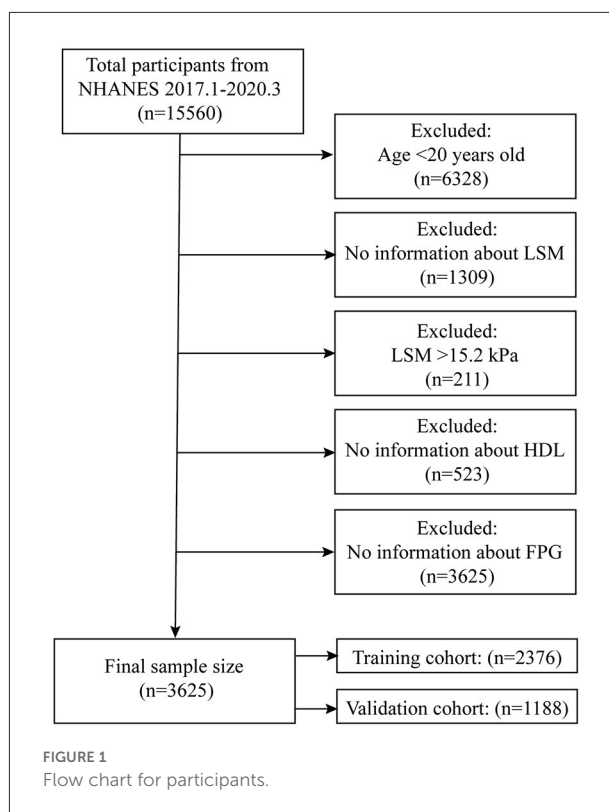 Total participants from
NHANES 2017.1-2020.3
(n=15560)
Excluded:
Age <20 years old
(n=6328)
Excluded:
No information about LSM
(n=1309)
Excluded:
LSM >15.2 kPa
(n=211)
Excluded:
No information about HDL
(n=523)
Excluded:
No information about FPG
(n=3625)
Final sample size
(n=3625)
Training cohort: (n=2376)
Validation cohort: (n=1188)
FIGURE 1
Flow chart for participants.